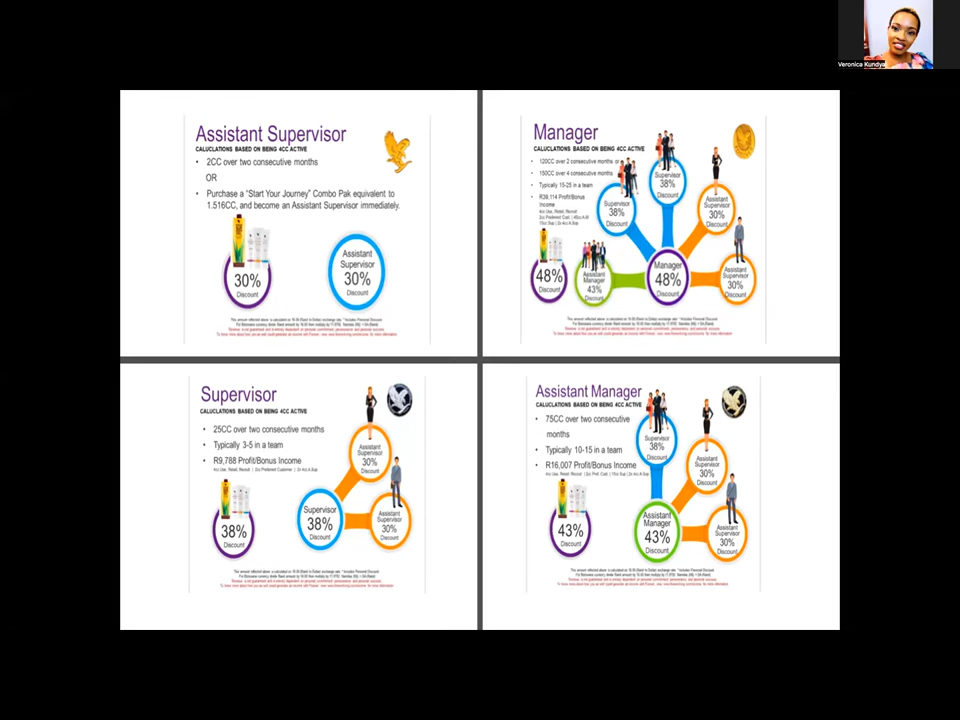 Veronica Kundya
Assistant Supervisor
CALUCLATIONS BASED ON BEING 4CC ACTIVE
• 2CC over two consecutive months
OR
• Purchase a "Start Your Journey" Combo Pak equivalent to
1.516CC, and become an Assistant Supervisor immediately.
30%
Discount
Assistant
Supervisor
30%
Discount
Manager
CALUCLATIONS BASED ON BEING 4CC ACTIVE
• 120CC over 2 consecutive months or
• 150CC over 4 consecutive months
• Typically 15-25 in a team
• R38,114 Profit/Bonus
Income
48%
Discount
Assistant
Manager
43%
Discount
Supervisor
38%
Discount
Supervisor
38%
Discount
Assistant
Supervisor
30%
Discount
Assistant
Supervisor
30%
Discount
Manager
48%
Discount
Supervisor
CALUCLATIONS BASED ON BEING 4CC ACTIVE
• 25CC over two consecutive months
• Typically 3-5 in a team
• R9,788 Profit/Bonus Income
38%
Discount
Supervisor
38%
Discount
Assistant
Supervisor
30%
Discount
Assistant
Supervisor
30%
Discount
Assistant Manager
CALUCLATIONS BASED ON BEING 4CC ACTIVE
• 75CC over two consecutive
months
• Typically 10-15 in a team
• R16,007 Profit/Bonus Income
43%
Discount
Supervisor
38%
Discount
Assistant
Supervisor
30%
Discount
Assistant
Manager
43%
Discount
Assistant
Supervisor
30%
Discount